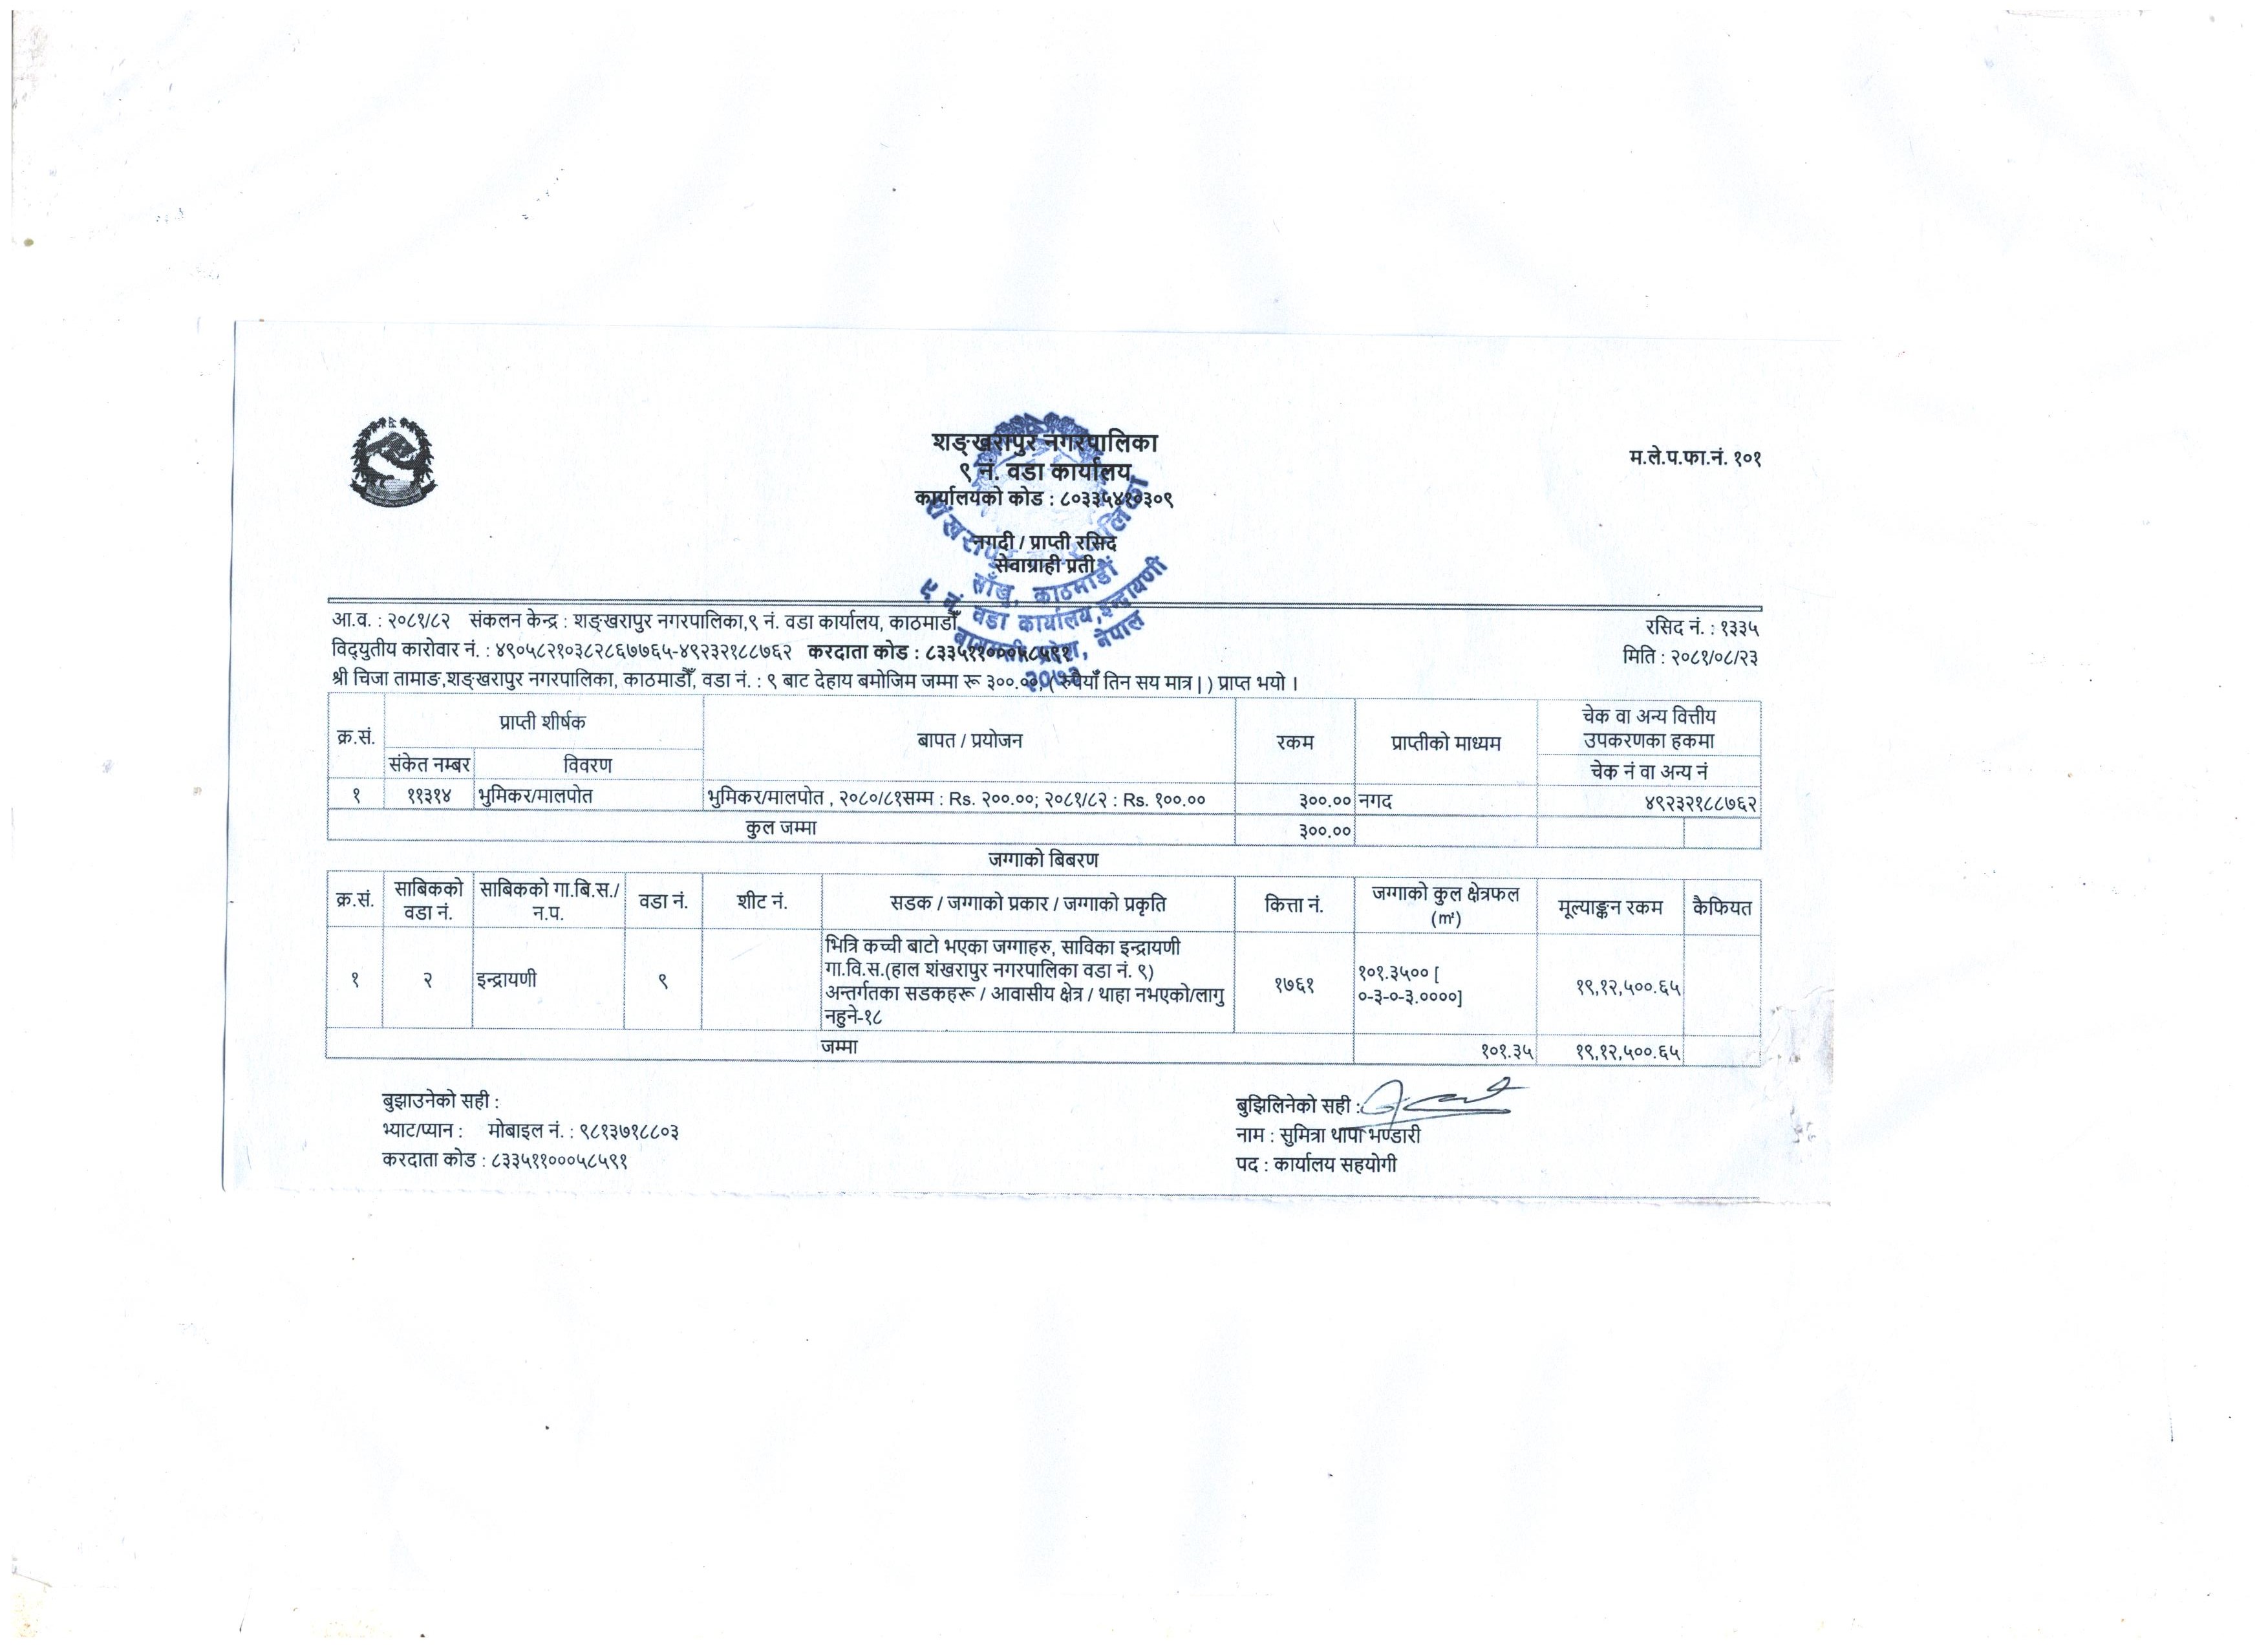 शङ्खरापुर नगरपालिका
९ नं. वडा कार्यालय
कार्यालयको कोड : ८०३३५४१०३०९
म.ले.प.फा.नं. १०१
नगदी / प्राप्ती रसिद
सेवाग्राही प्रती
साँखु, काठमाडौं
९ नं. वडा कार्यालय, इन्द्रायणी
बागमती प्रदेश, नेपाल
२०७३
आ.व. : २०८१/८२ संकलन केन्द्र : शङ्खरापुर नगरपालिका,९ नं. वडा कार्यालय, काठमाडौँ
रसिद नं. : १३३५
विद्युतीय कारोवार नं. : ४९०५८२१०३८२८६७७६५-४९२३२१८८७६२ करदाता कोड : ८३३५११०००५८५९१
मिति : २०८१/०८/२३
श्री चिजा तामाङ,शङ्खरापुर नगरपालिका, काठमाडौँ, वडा नं. : ९ बाट देहाय बमोजिम जम्मा रू ३००.००, ( रुपैयाँ तिन सय मात्र | ) प्राप्त भयो ।
क्र.सं. प्राप्ती शीर्षक बापत / प्रयोजन रकम प्राप्तीको माध्यम चेक वा अन्य वित्तीय
उपकरणका हकमा
संकेत नम्बर विवरण चेक नं वा अन्य नं
१ ११३१४ भुमिकर/मालपोत भुमिकर/मालपोत , २०८०/८१सम्म : Rs. २००.००; २०८१/८२ : Rs. १००.०० ३००.०० नगद ४९२३२१८८७६२
कुल जम्मा ३००.००
जग्गाको बिबरण
क्र.सं. साबिकको वडा नं. साबिकको गा.बि.स./न.प. वडा नं. शीट नं. सडक / जग्गाको प्रकार / जग्गाको प्रकृति कित्ता नं. जग्गाको कुल क्षेत्रफल (m²) मूल्याङ्कन रकम कैफियत
१ २ इन्द्रायणी ९ भित्रि कच्ची बाटो भएका जग्गाहरु, साविका इन्द्रायणी
गा.वि.स.(हाल शंखरापुर नगरपालिका वडा नं. ९)
अन्तर्गतका सडकहरू / आवासीय क्षेत्र / थाहा नभएको/लागु
नहुने-१८
१७६१ १०१.३५०० [
०-३-०-३.००००]
१९,१२,५००.६५
जम्मा १०१.३५ १९,१२,५००.६५
बुझाउनेको सही :
भ्याट/प्यान : मोबाइल नं. : ९८१३७१८८०३
करदाता कोड : ८३३५११०००५८५९१
बुझिलिनेको सही :
नाम : सुमित्रा थापा भण्डारी
पद : कार्यालय सहयोगी